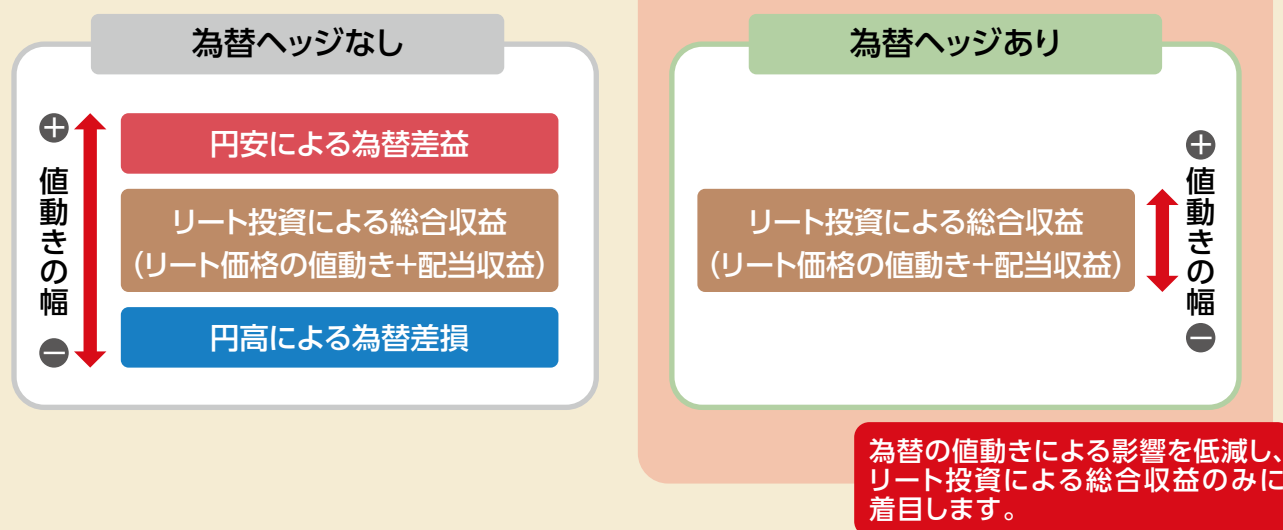 為替ヘッジなし
⊕
値動きの幅
⊖
円安による為替差益
リート投資による総合収益
(リート価格の値動き+配当収益)
円高による為替差損
為替ヘッジあり
リート投資による総合収益
(リート価格の値動き+配当収益)
⊕
値動きの幅
⊖
為替の値動きによる影響を低減し、
リート投資による総合収益のみに
着目します。